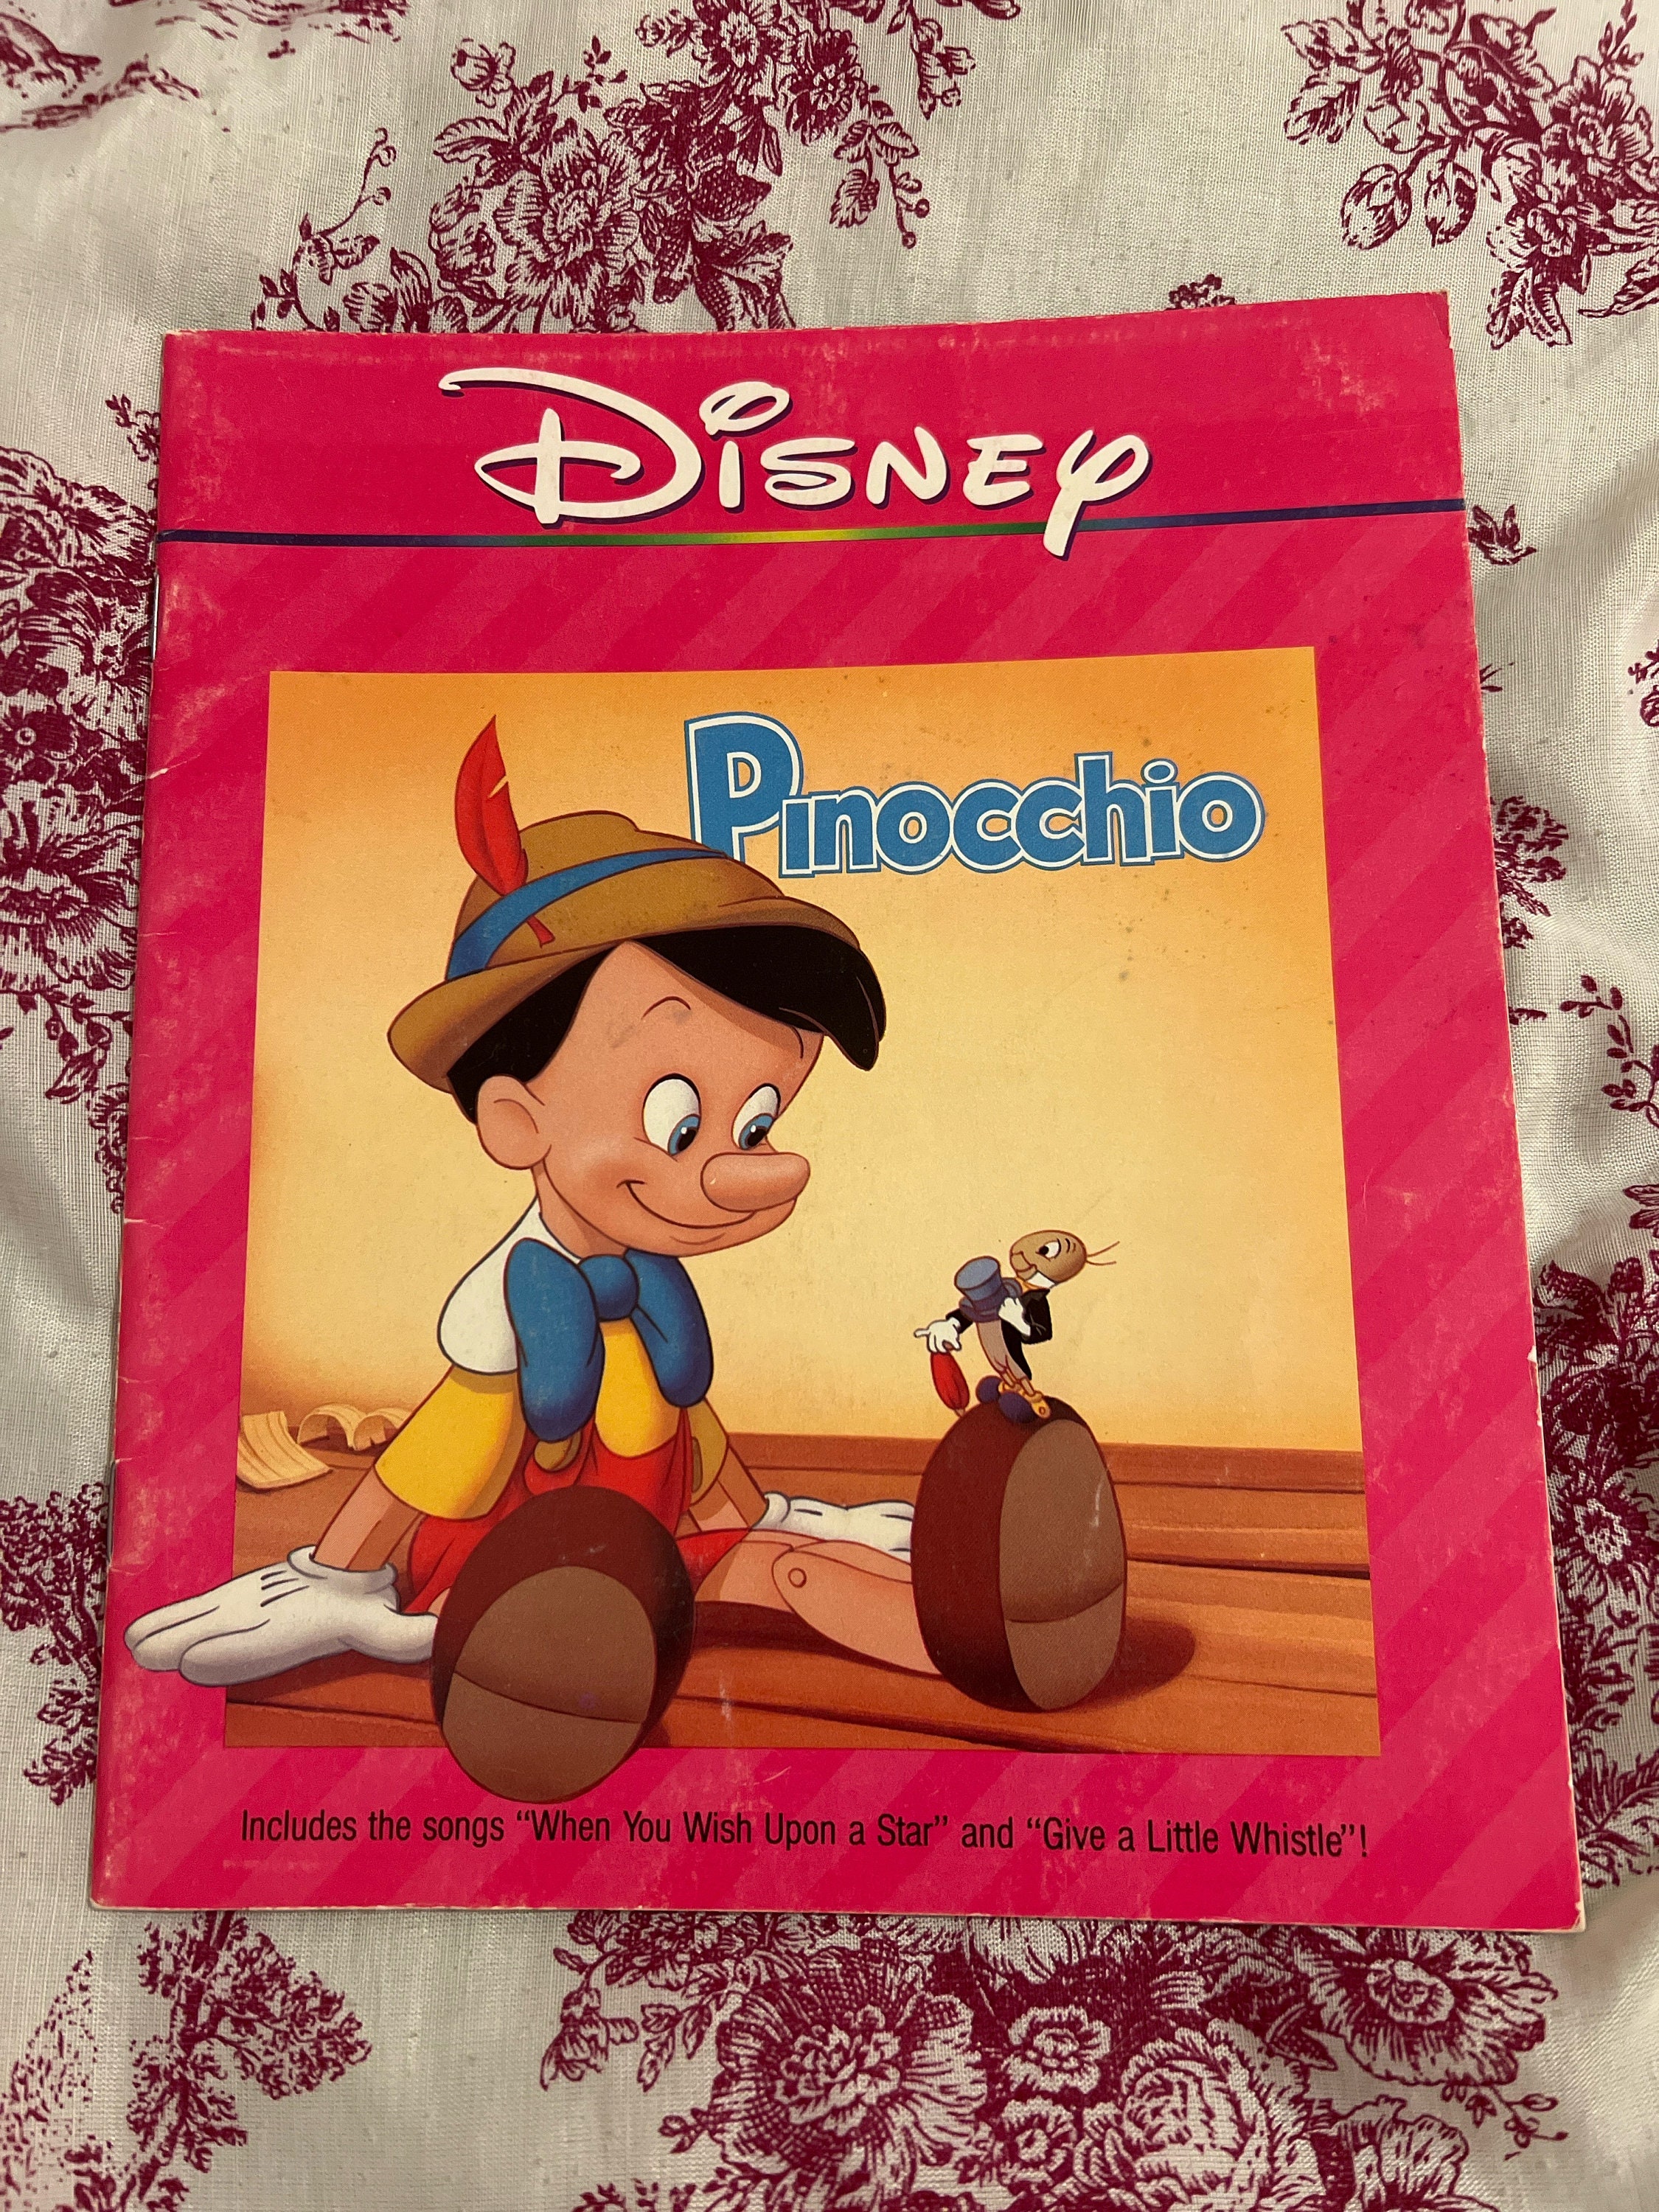 Disney
Pinocchio
Includes the songs “When You Wish Upon a Star” and “Give a Little Whistle”!